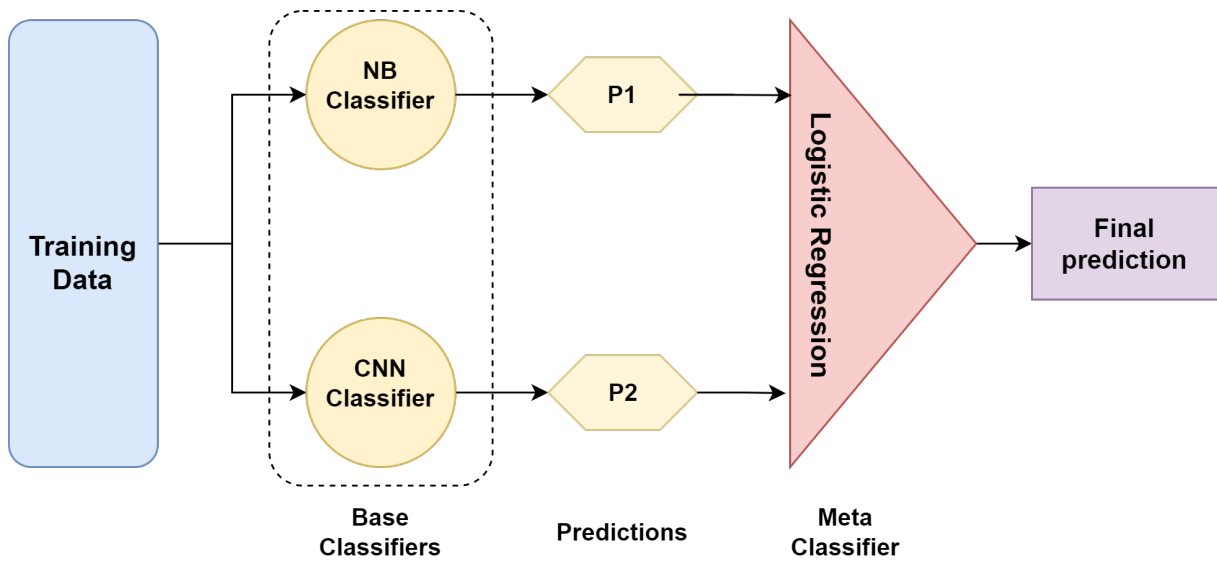 Training
Data
NB
Classifier
CNN
Classifier
P1
P2
Logistic Regression
Final
prediction
Base
Classifiers
Predictions
Meta
Classifier